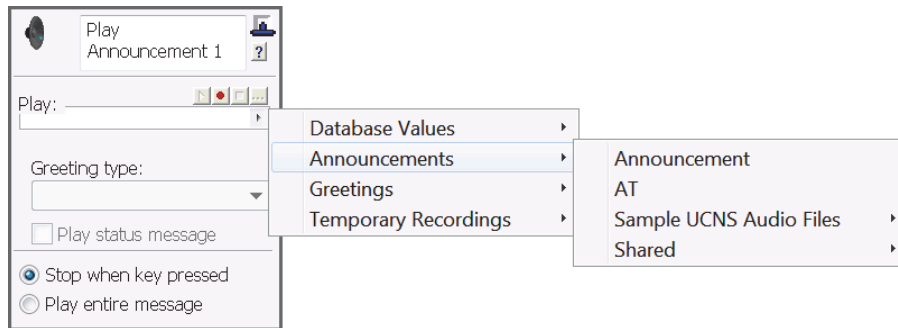 Play
Announcement 1
?
Play:
...
Greeting type:
Play status message
Stop when key pressed
Play entire message
Database Values
Announcements
Greetings
Temporary Recordings
Announcement
AT
Sample UCNS Audio Files
Shared